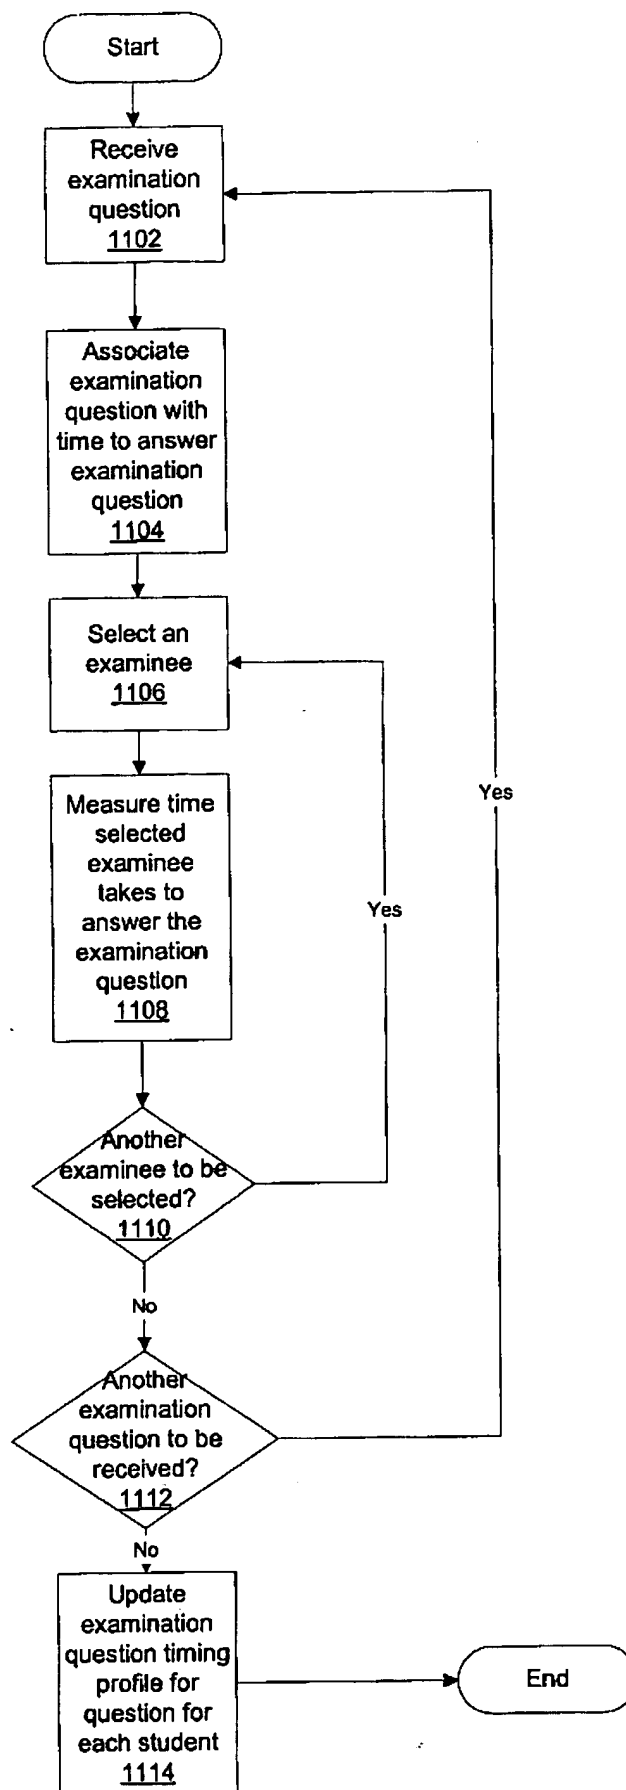 Start
Receive
examination
question
1102
Associate
examination
question with
time to answer
examination
question
1104
Select an
examinee
1106
Measure time
selected
examinee
takes to
answer the
examination
question
1108
Yes
Yes
Another
examinee to be
selected?
1110
No
Another
examination
question to be
received?
1112
No
Update
examination
question timing
profile for
question for
each student
1114
End